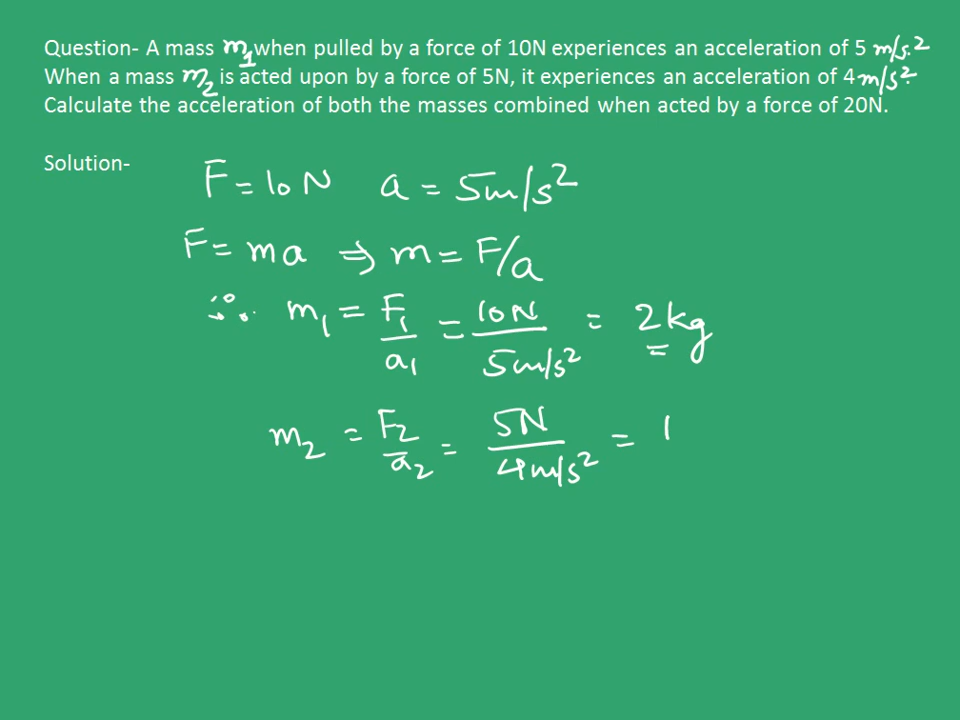 Question- A mass m₁ when pulled by a force of 10N experiences an acceleration of 5 m/s.²
When a mass m₂ is acted upon by a force of 5N, it experiences an acceleration of 4 m/s².
Calculate the acceleration of both the masses combined when acted by a force of 20N.
Solution-
F = 10 N a = 5m/s²
F = ma ⇒ m = F/a
∴ m₁ = F₁/a₁ = 10N/5m/s² = 2kg
m₂ = F₂/a₂ = 5N/4m/s² = 1